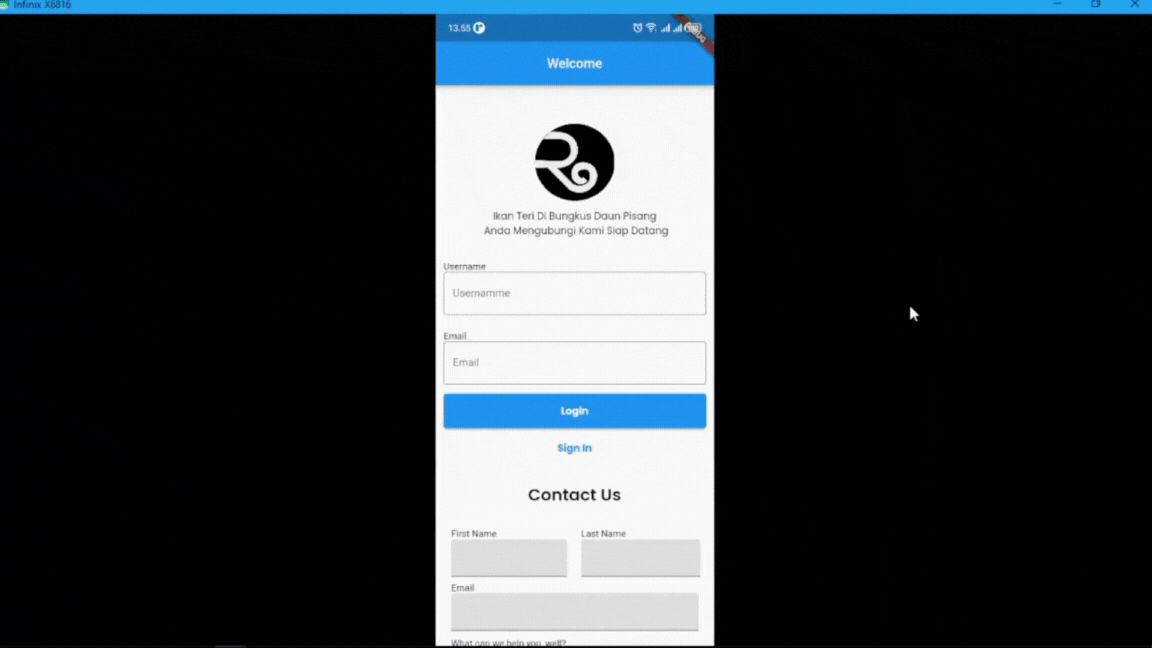 Infinix X6816
13.55
Welcome
Ikan Teri Di Bungkus Daun Pisang
Anda Mengubungi Kami Siap Datang
Username
Usernamme
Email
Email
Login
Sign In
Contact Us
First Name
Last Name
Email
What can we help you, well?